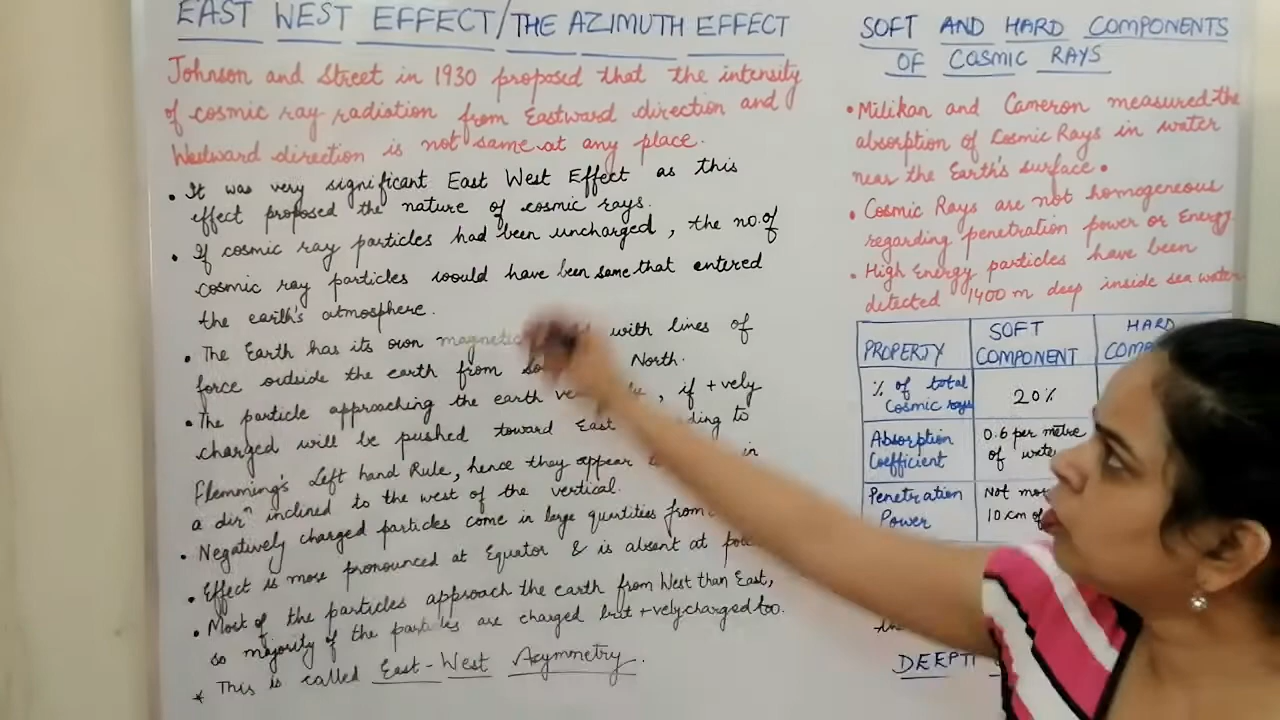 EAST WEST EFFECT/THE AZIMUTH EFFECT
Johnson and Street in 1930 proposed that the intensity
of cosmic ray radiation from Eastward direction and
Westward direction is not same at any place.
• It was very significant East West Effect as this
effect proposed the nature of cosmic rays.
• If cosmic ray particles had been uncharged, the no. of
cosmic ray particles would have been same that entered
the earth's atmosphere.
• The Earth has its own magnetic with lines of
force outside the earth from North.
• The particle approaching the earth , if +vely
charged will be pushed toward East to
Flemming's Left hand Rule, hence they appear in
a dirⁿ inclined to the west of the vertical.
• Negatively charged particles come in large quantities from
• Effect is more pronounced at Equator & is absent at
• Most of the particles approach the earth from West than East,
so majority of the particles are charged but +vely charged too.
* This is called East-West Asymmetry.
SOFT AND HARD COMPONENTS
OF COSMIC RAYS
• Milikan and Cameron measured the
absorption of Cosmic Rays in water
near the Earth's surface.
• Cosmic Rays are not homogeneous
regarding penetration power or Energy
• High Energy particles have been
detected 1400 m deep inside sea water
PROPERTY SOFT COMPONENT HARD
% of total Cosmic rays 20%
Absorption Coefficient 0.6 per metre of
Penetration Power Not 10 cm of
DEEPTI